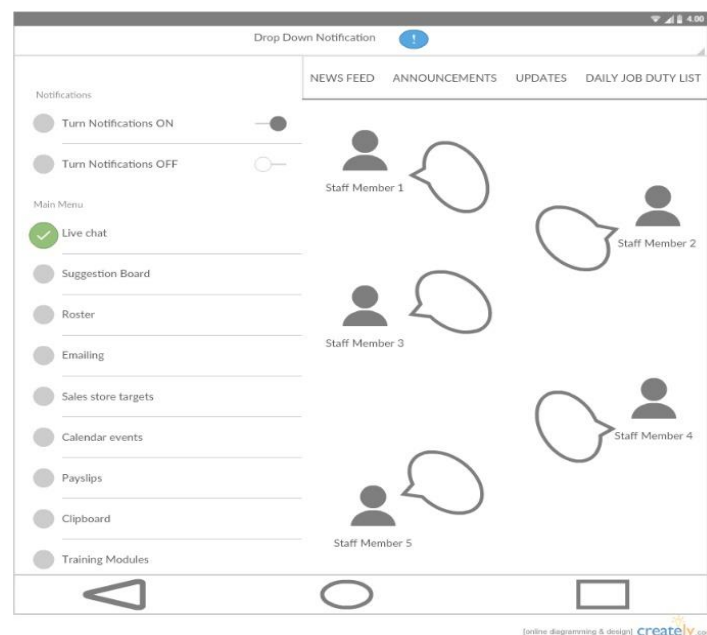 4.00
Drop Down Notification !
NEWS FEED ANNOUNCEMENTS UPDATES DAILY JOB DUTY LIST
Notifications
Turn Notifications ON
Turn Notifications OFF
Main Menu
Live chat
Suggestion Board
Roster
Emailing
Sales store targets
Calendar events
Payslips
Clipboard
Training Modules
Staff Member 1
Staff Member 2
Staff Member 3
Staff Member 4
Staff Member 5
[online diagramming & design] creately.com